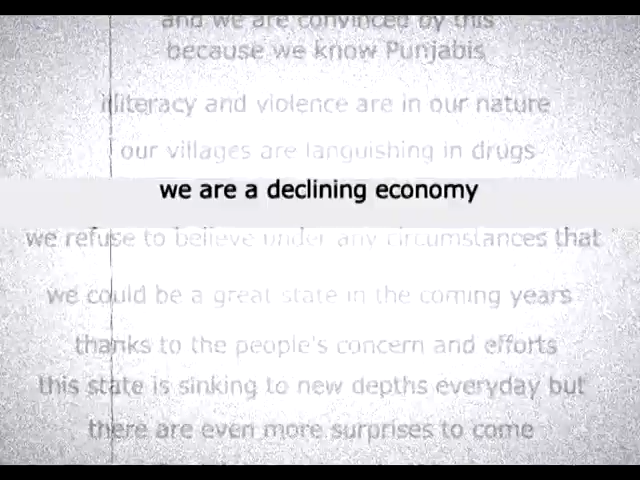 and we are convinced by this
because we know Punjabis
illiteracy and violence are in our nature
our villages are languishing in drugs
we are a declining economy
we refuse to believe under any circumstances that
we could be a great state in the coming years
thanks to the people's concern and efforts
this state is sinking to new depths everyday but
there are even more surprises to come